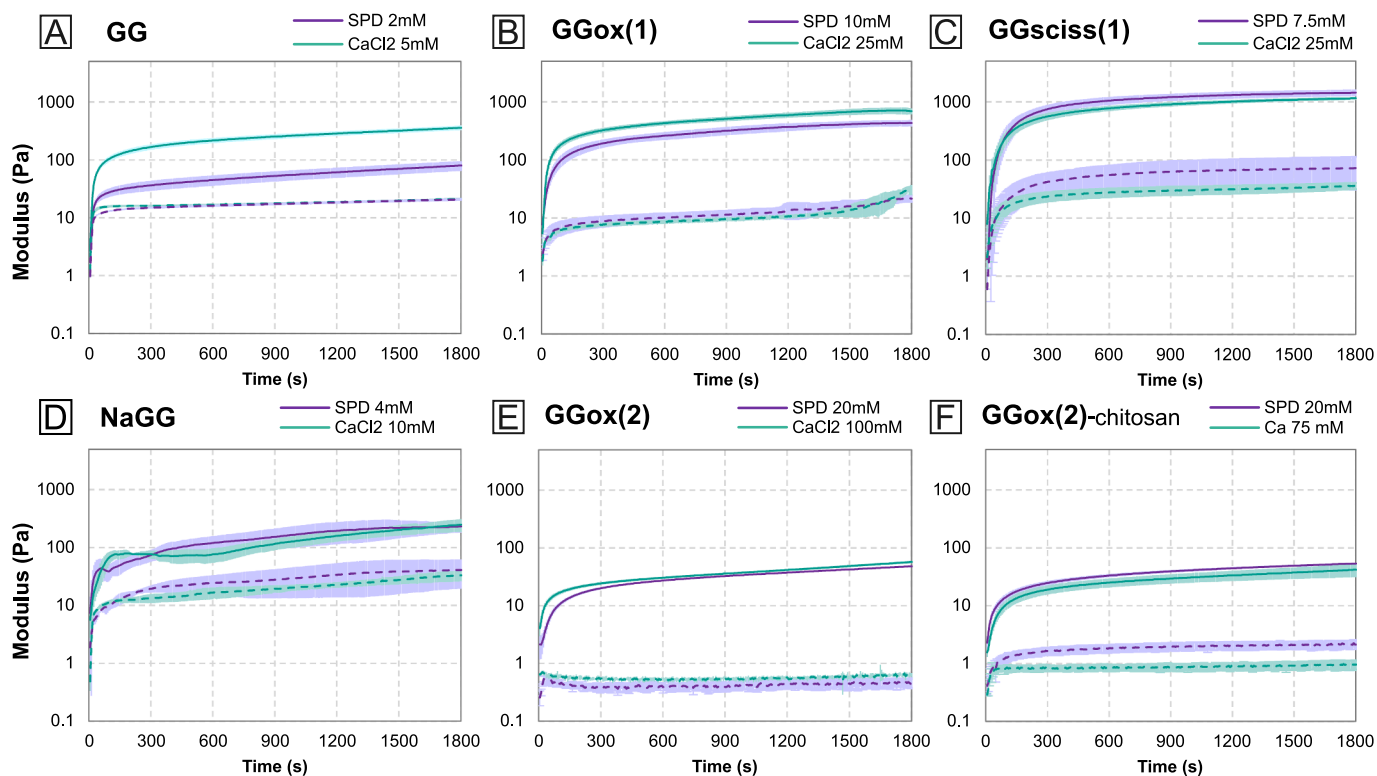 A GG
SPD 2mM
CaCl2 5mM
Modulus (Pa)
1000
100
10
1
0.1
0 300 600 900 1200 1500 1800
Time (s)
B GGox(1)
SPD 10mM
CaCl2 25mM
1000
100
10
1
0.1
0 300 600 900 1200 1500 1800
Time (s)
C GGsciss(1)
SPD 7.5mM
CaCl2 25mM
1000
100
10
1
0.1
0 300 600 900 1200 1500 1800
Time (s)
D NaGG
SPD 4mM
CaCl2 10mM
Modulus (Pa)
1000
100
10
1
0.1
0 300 600 900 1200 1500 1800
Time (s)
E GGox(2)
SPD 20mM
CaCl2 100mM
1000
100
10
1
0.1
0 300 600 900 1200 1500 1800
Time (s)
F GGox(2)-chitosan
SPD 20mM
Ca 75 mM
1000
100
10
1
0.1
0 300 600 900 1200 1500 1800
Time (s)